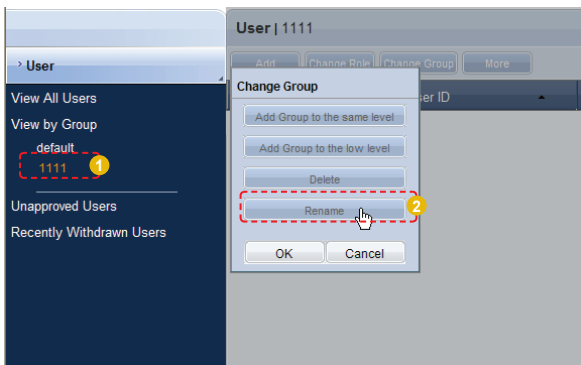 User | 1111
User
Add Change Role Change Group More
Change Group
er ID
View All Users
Add Group to the same level
View by Group
default
Add Group to the low level
1111 1
Delete
Unapproved Users
Rename 2
Recently Withdrawn Users
OK Cancel